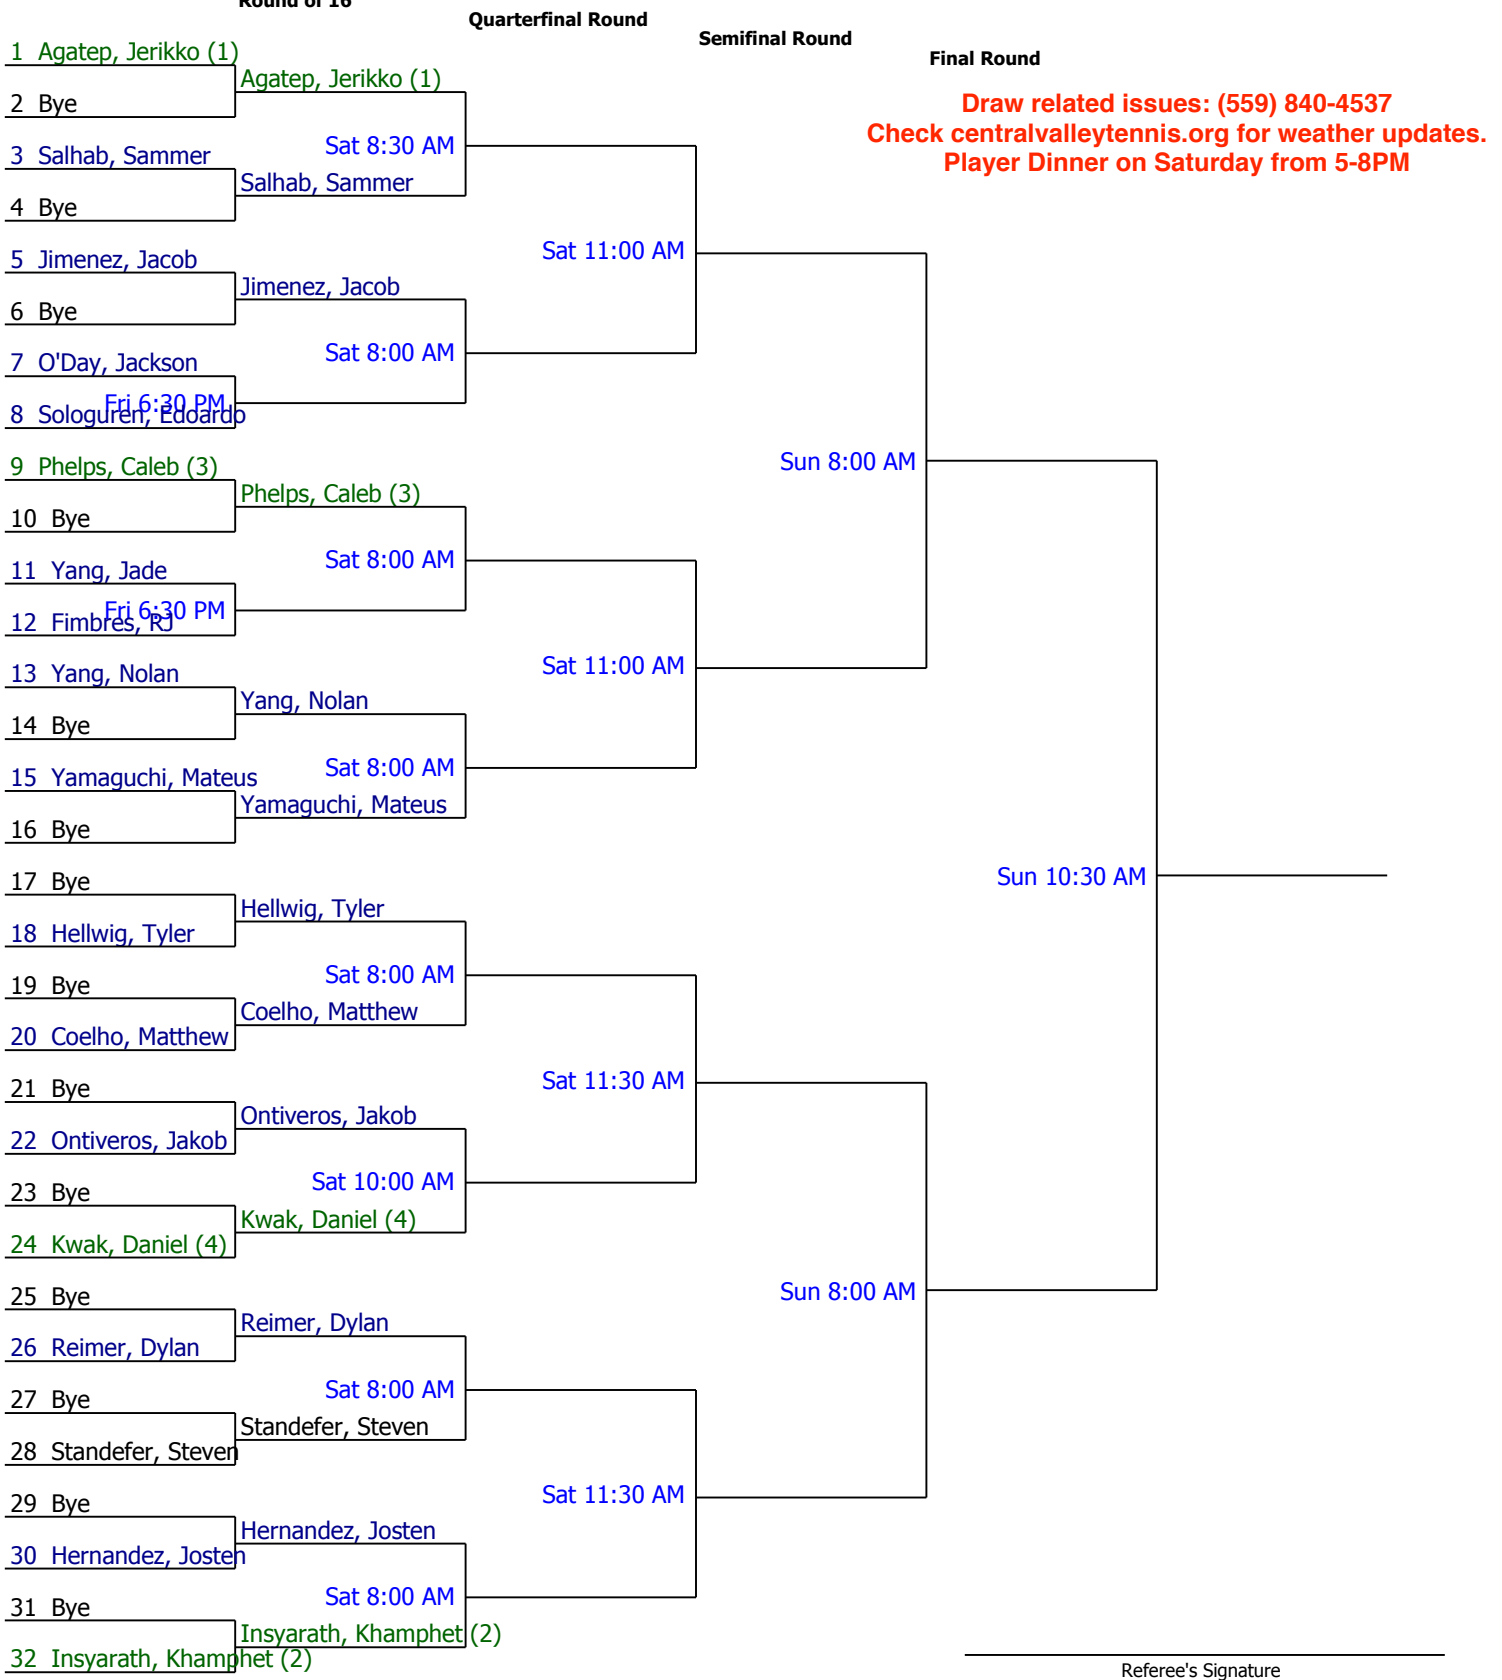 Round of 16
Quarterfinal Round
Semifinal Round
Final Round
Draw related issues: (559) 840-4537
Check centralvalleytennis.org for weather updates.
Player Dinner on Saturday from 5-8PM
1 Agatep, Jerikko (1)
Agatep, Jerikko (1)
2 Bye
Sat 8:30 AM
3 Salhab, Sammer
Salhab, Sammer
4 Bye
Sat 11:00 AM
5 Jimenez, Jacob
Jimenez, Jacob
6 Bye
Sat 8:00 AM
7 O'Day, Jackson
Fri 6:30 PM
8 Sologuren, Edoardo
Sun 8:00 AM
9 Phelps, Caleb (3)
Phelps, Caleb (3)
10 Bye
Sat 8:00 AM
11 Yang, Jade
Fri 6:30 PM
12 Fimbres, RJ
Sat 11:00 AM
13 Yang, Nolan
Yang, Nolan
14 Bye
Sat 8:00 AM
15 Yamaguchi, Mateus
Yamaguchi, Mateus
16 Bye
Sun 10:30 AM
17 Bye
Hellwig, Tyler
18 Hellwig, Tyler
Sat 8:00 AM
19 Bye
Coelho, Matthew
20 Coelho, Matthew
Sat 11:30 AM
21 Bye
Ontiveros, Jakob
22 Ontiveros, Jakob
Sat 10:00 AM
23 Bye
Kwak, Daniel (4)
24 Kwak, Daniel (4)
Sun 8:00 AM
25 Bye
Reimer, Dylan
26 Reimer, Dylan
Sat 8:00 AM
27 Bye
Standefer, Steven
28 Standefer, Steven
Sat 11:30 AM
29 Bye
Hernandez, Josten
30 Hernandez, Josten
Sat 8:00 AM
31 Bye
Insyarath, Khamphet (2)
32 Insyarath, Khamphet (2)
Referee's Signature